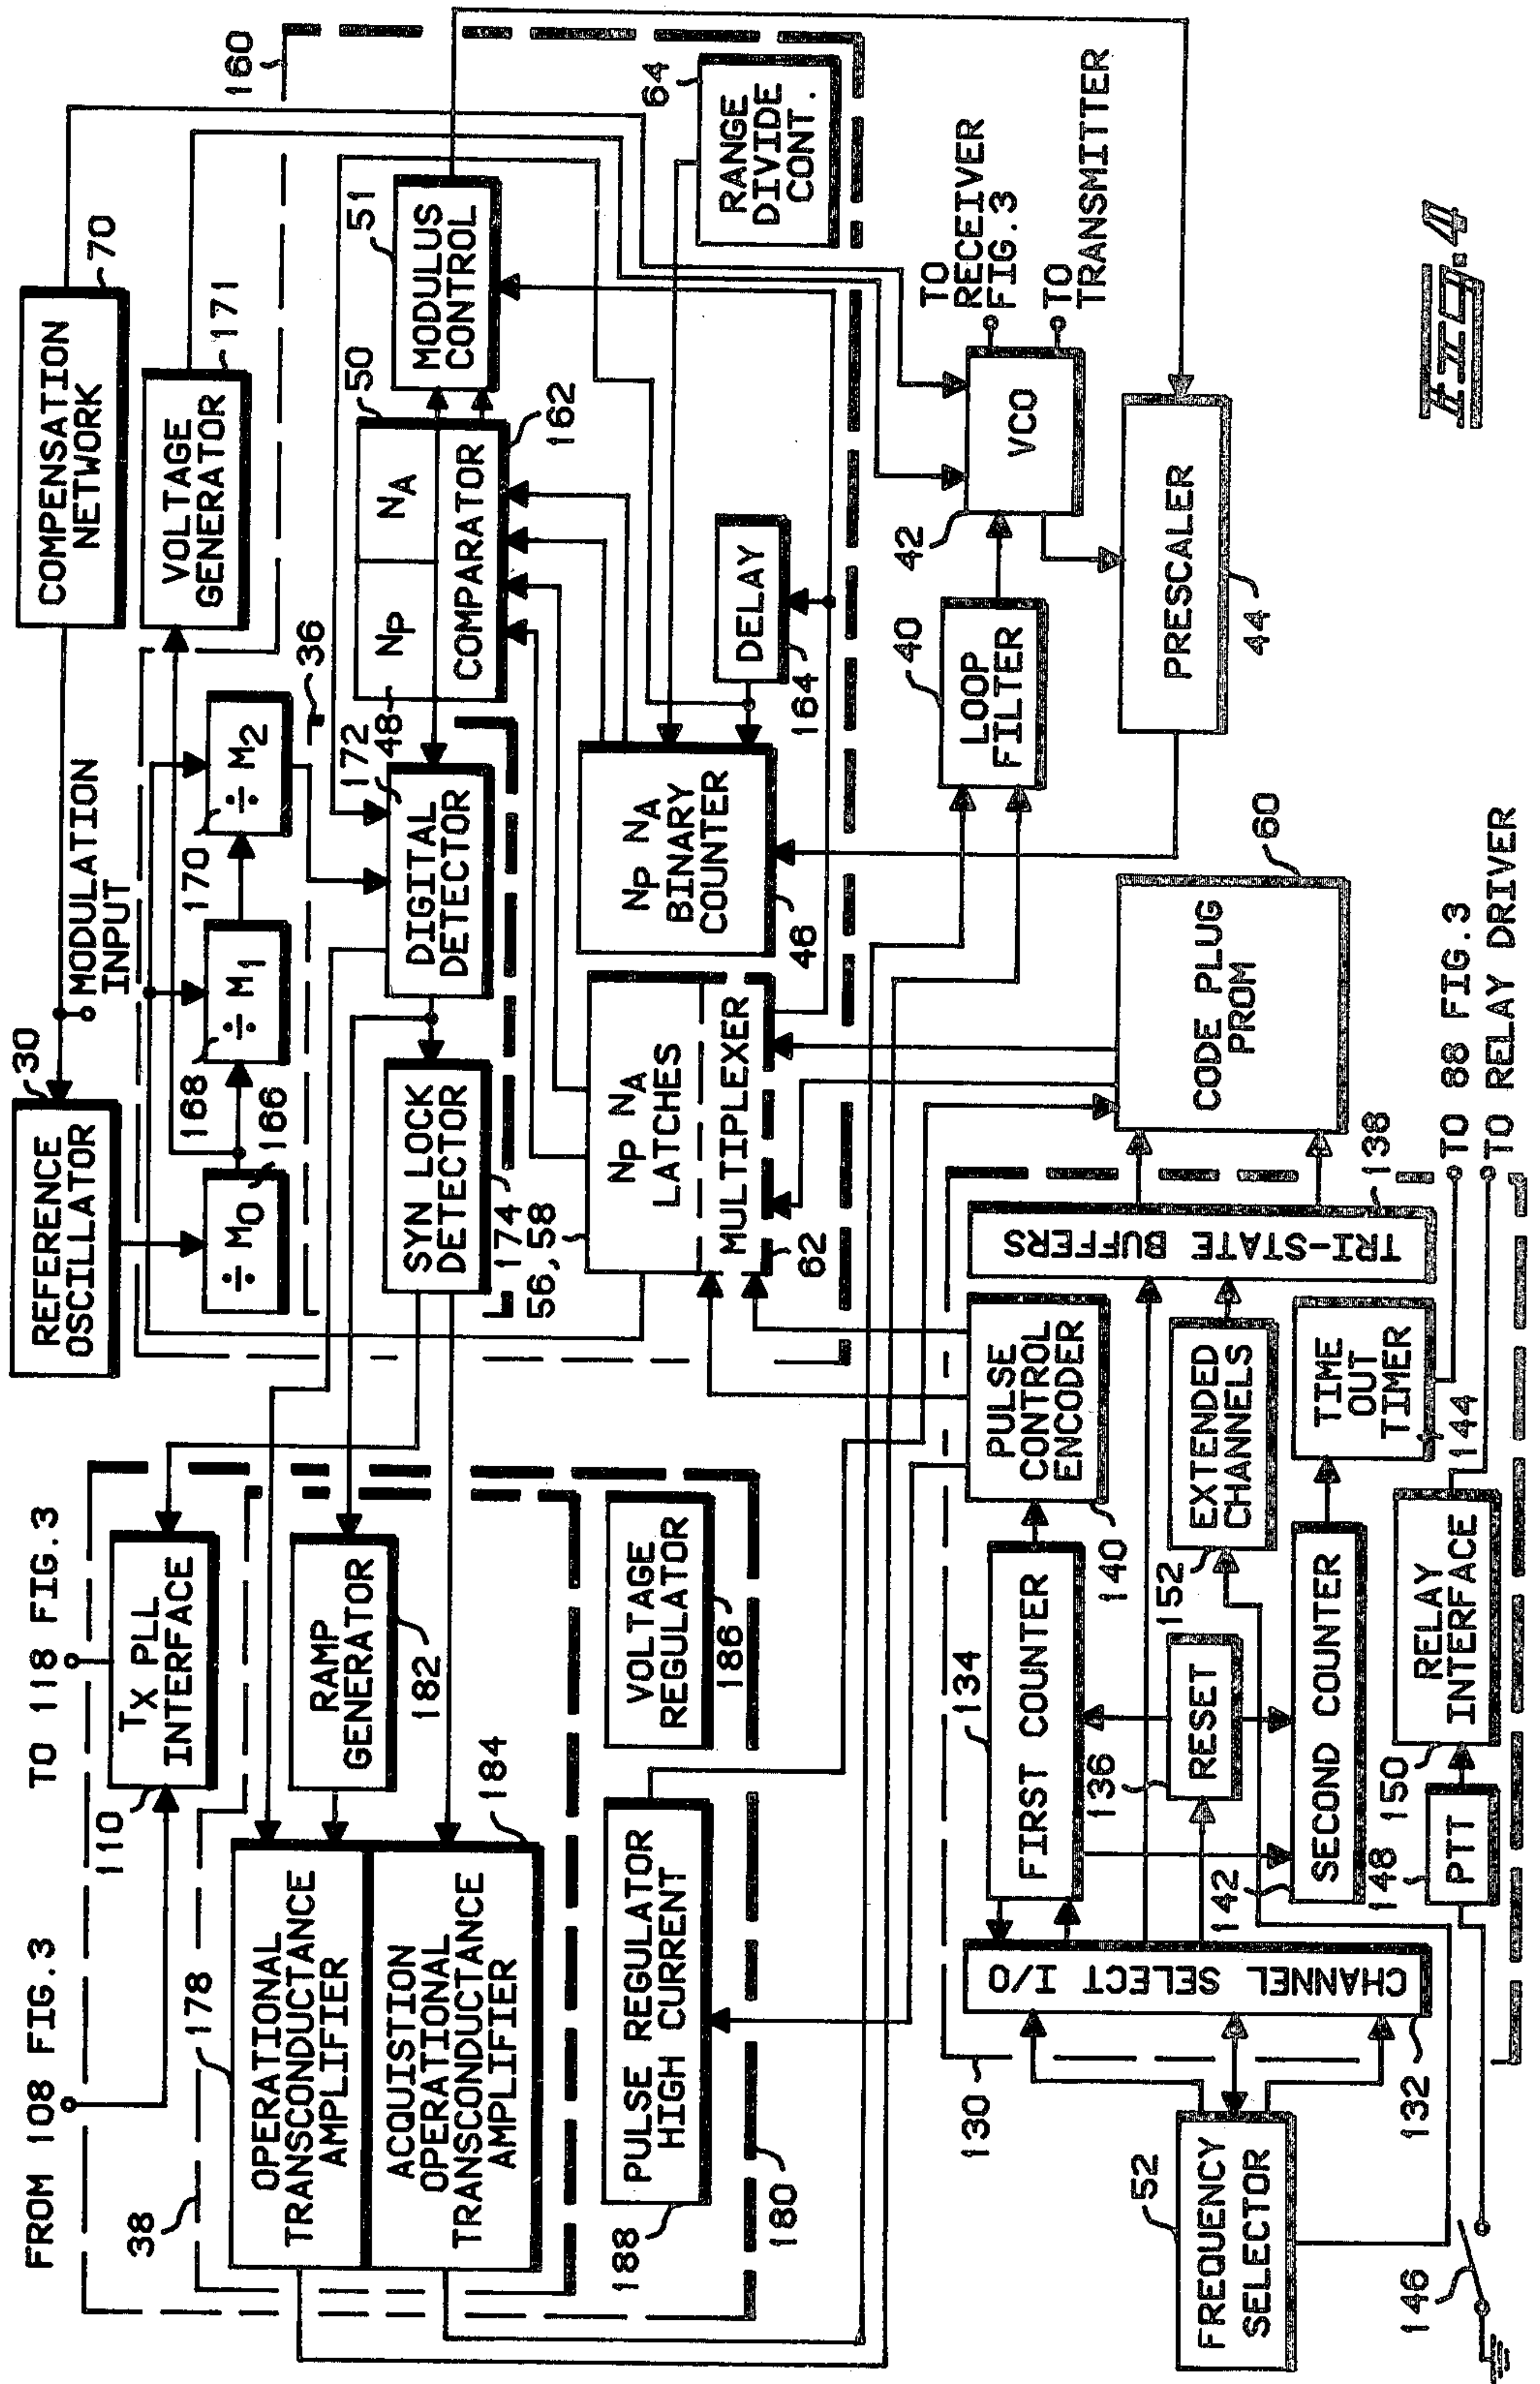 FROM 108 FIG.3
TO 118 FIG.3
38
178
110
TX PLL
INTERFACE
OPERATIONAL
TRANSCONDUCTANCE
AMPLIFIER
ACQUISTION
OPERATIONAL
TRANSCONDUCTANCE
AMPLIFIER
184
RAMP
GENERATOR
182
PULSE REGULATOR
HIGH CURRENT
188
VOLTAGE
REGULATOR
186
180
REFERENCE
OSCILLATOR
30
MODULATION
INPUT
COMPENSATION
NETWORK
70
VOLTAGE
GENERATOR
171
160
÷ M0
166
÷ M1
168
÷ M2
170
36
SYN LOCK
DETECTOR
174
DIGITAL
DETECTOR
172
48
NP
NA
50
COMPARATOR
162
MODULUS
CONTROL
51
56,58
NP NA
LATCHES
MULTIPLEXER
62
NP NA
BINARY
COUNTER
46
DELAY
164
RANGE
DIVIDE
CONT.
64
LOOP
FILTER
40
VCO
42
TO
RECEIVER
FIG.3
TO
TRANSMITTER
PRESCALER
44
CODE PLUG
PROM
60
130
FREQUENCY
SELECTOR
52
CHANNEL SELECT I/O
132
FIRST COUNTER
134
RESET
136
PULSE
CONTROL
ENCODER
140
TRI-STATE BUFFERS
138
EXTENDED
CHANNELS
152
SECOND COUNTER
142
TIME
OUT
TIMER
144
146
PTT
148
RELAY
INTERFACE
150
TO 88 FIG.3
TO RELAY DRIVER
Fig. 4